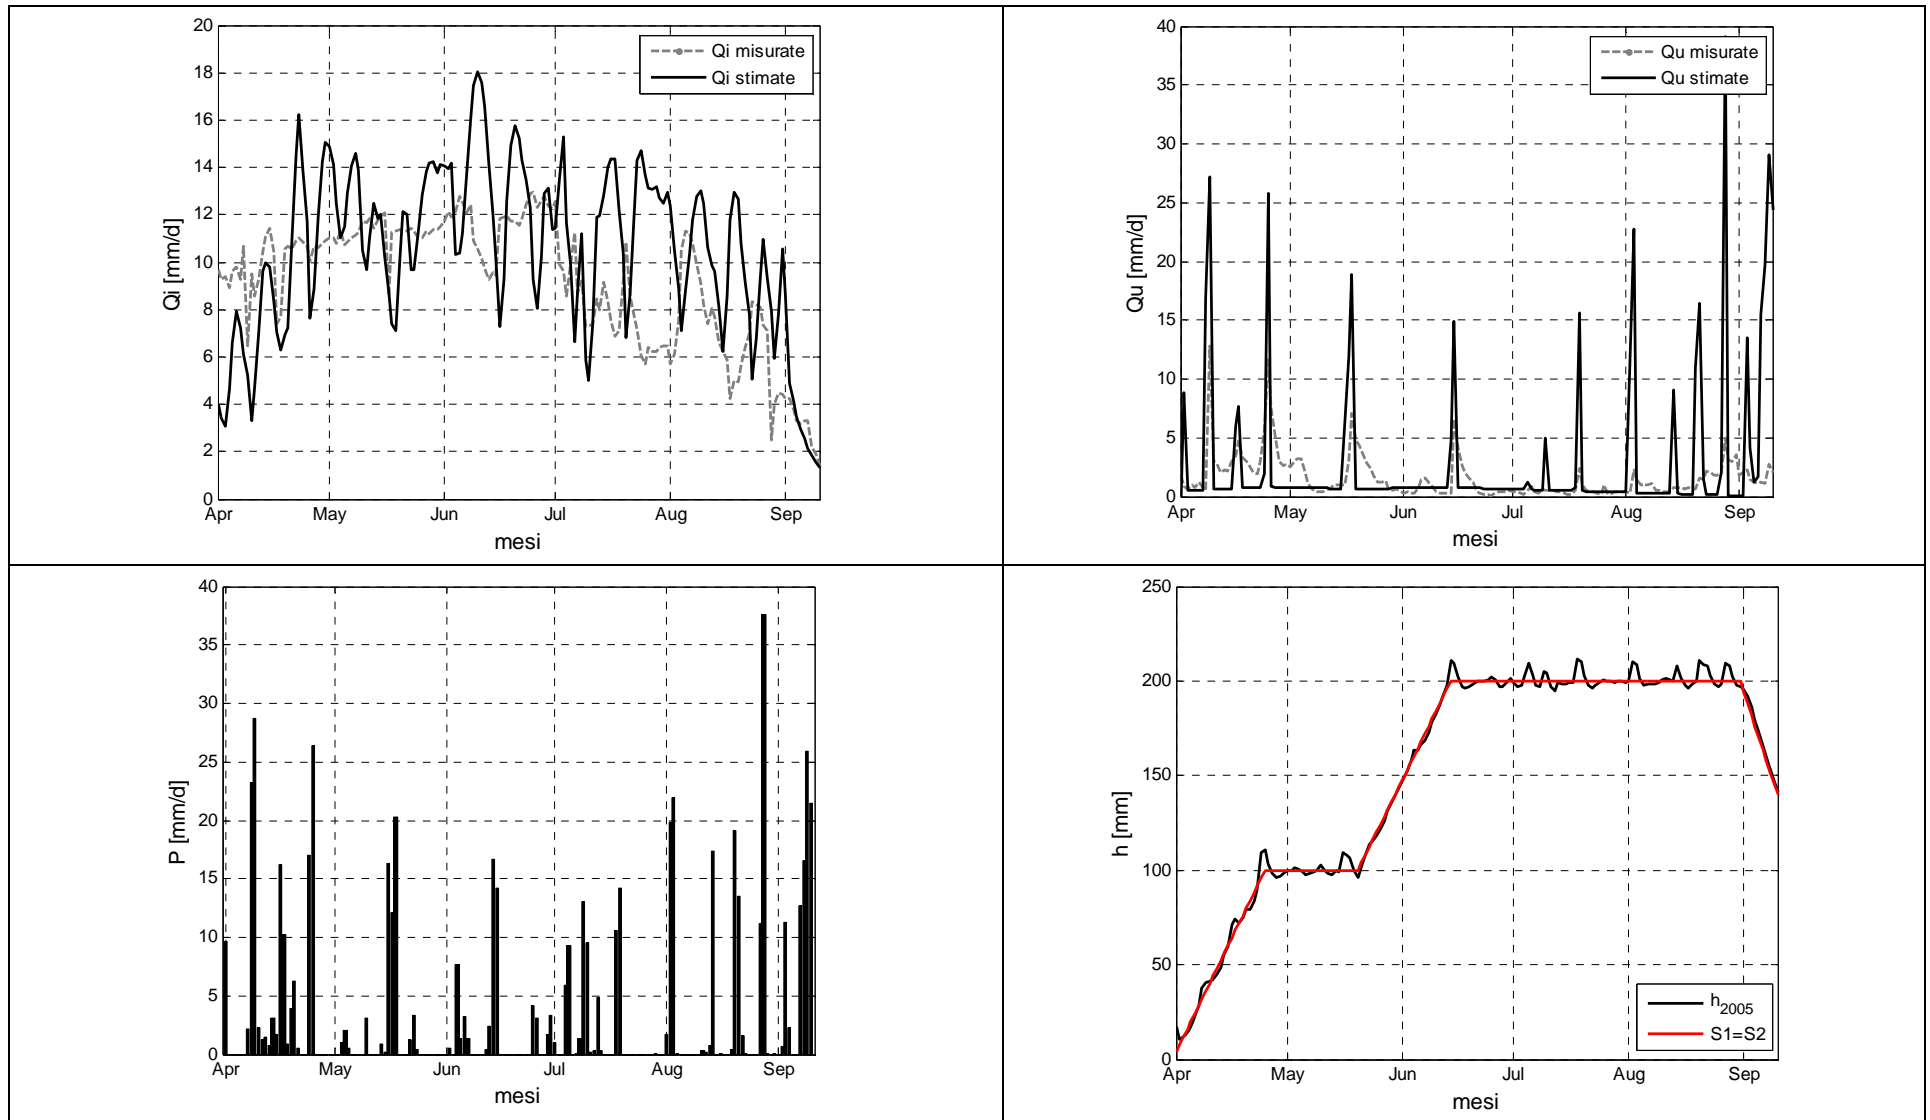 20
18
16
14
12
10
8
6
4
2
0
Qi [mm/d]
Qi misurate
Qi stimate
Apr May Jun Jul Aug Sep
mesi
40
35
30
25
20
15
10
5
0
Qu [mm/d]
Qu misurate
Qu stimate
Apr May Jun Jul Aug Sep
mesi
40
35
30
25
20
15
10
5
0
P [mm/d]
Apr May Jun Jul Aug Sep
mesi
250
200
150
100
50
0
h [mm]
h2005
S1=S2
Apr May Jun Jul Aug Sep
mesi